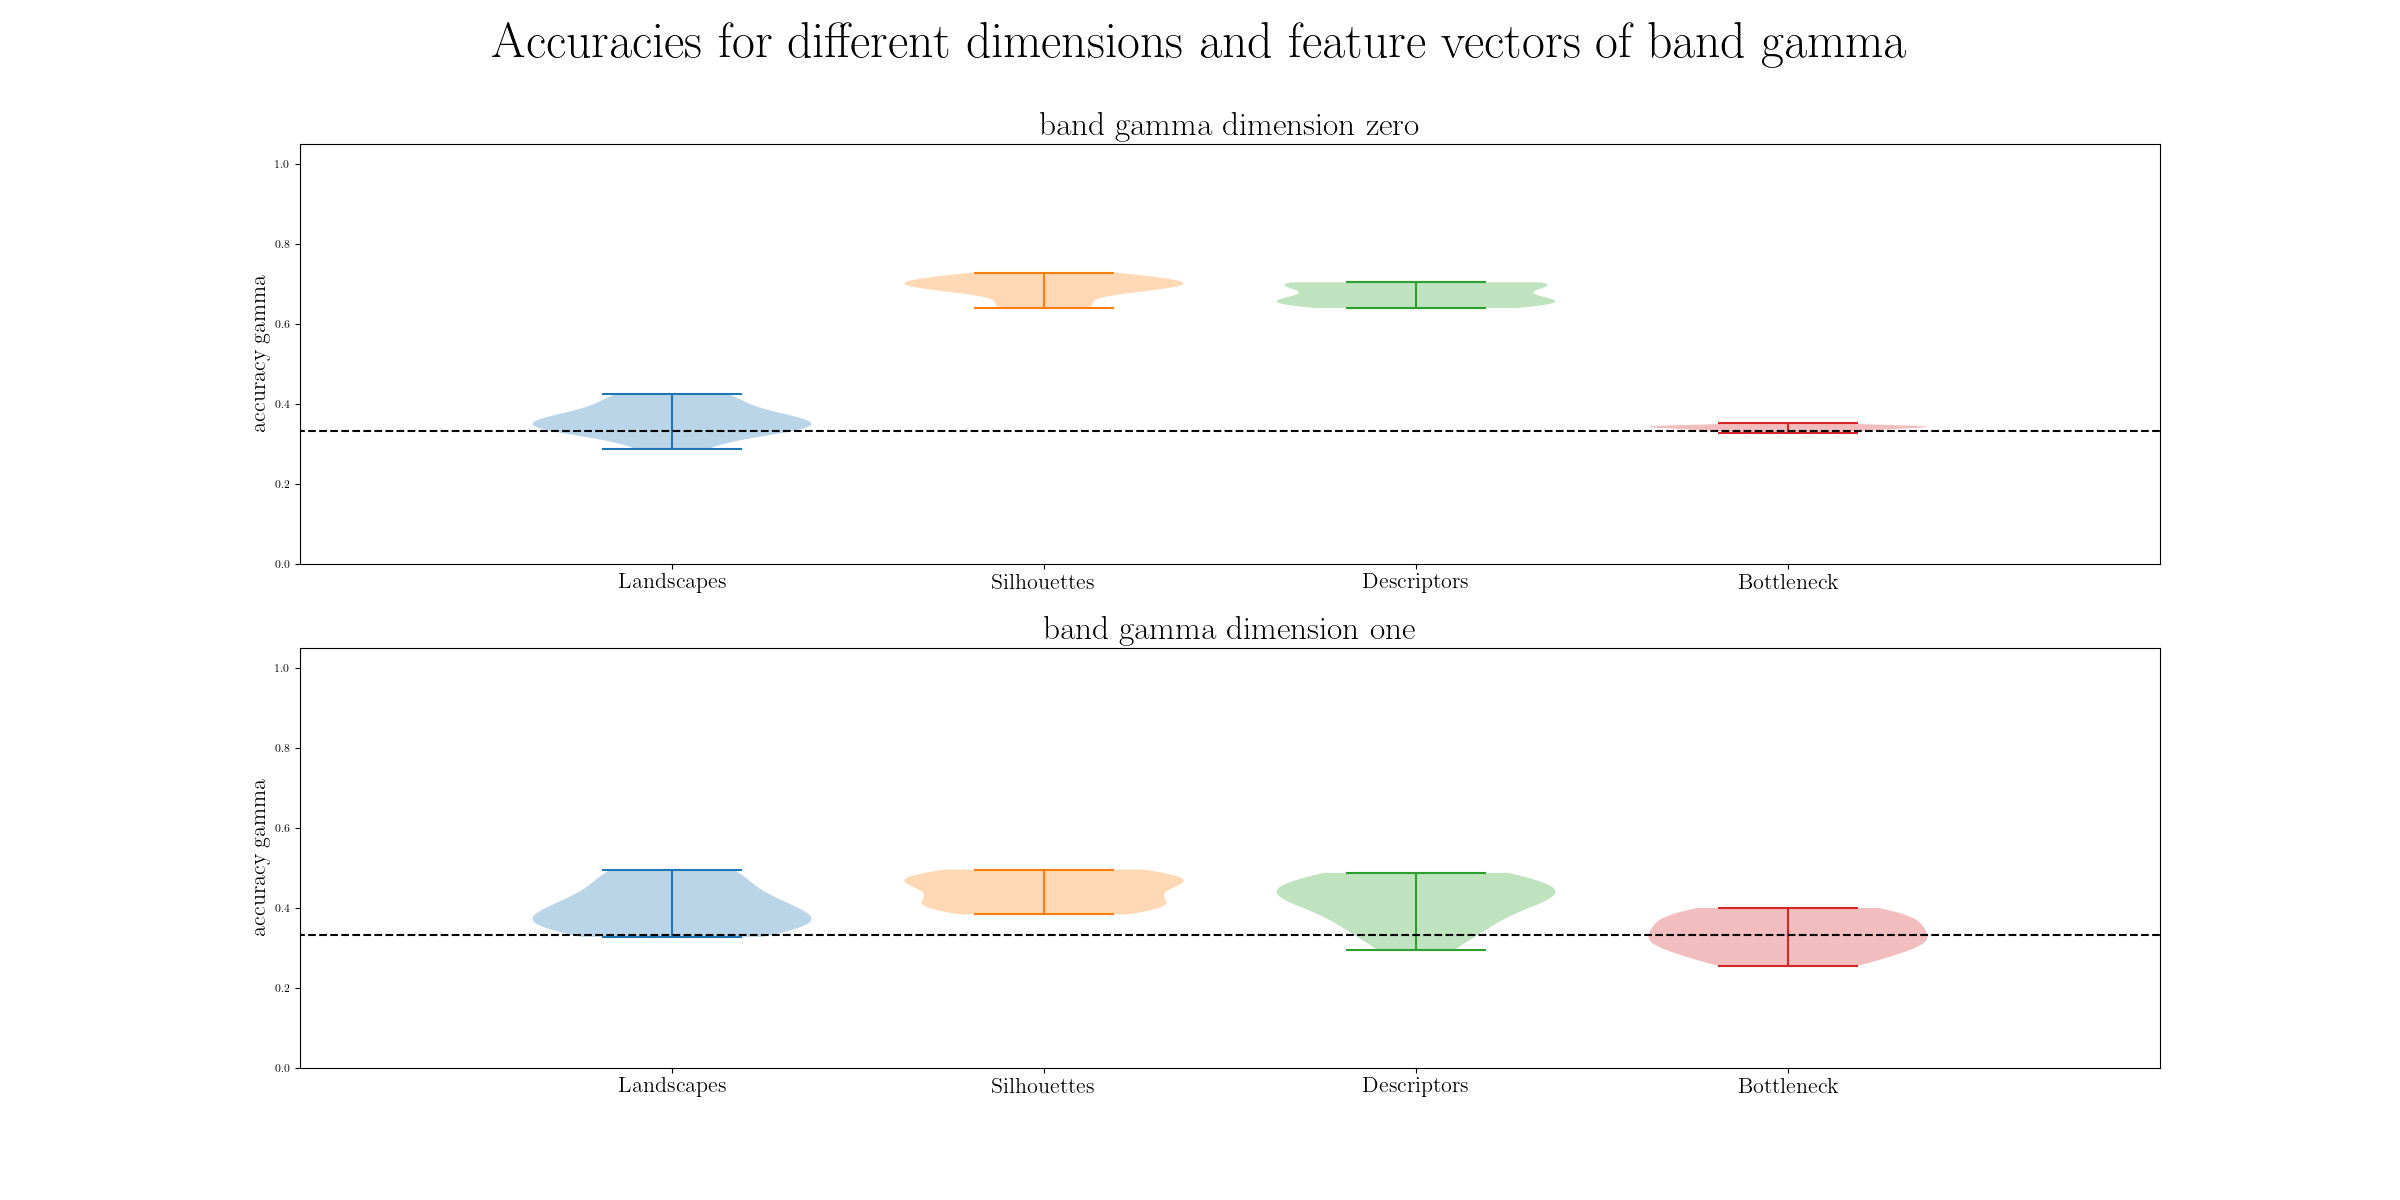 Accuracies for different dimensions and feature vectors of band gamma
band gamma dimension zero
accuracy gamma
1.0
0.8
0.6
0.4
0.2
0.0
Landscapes Silhouettes Descriptors Bottleneck
band gamma dimension one
accuracy gamma
1.0
0.8
0.6
0.4
0.2
0.0
Landscapes Silhouettes Descriptors Bottleneck